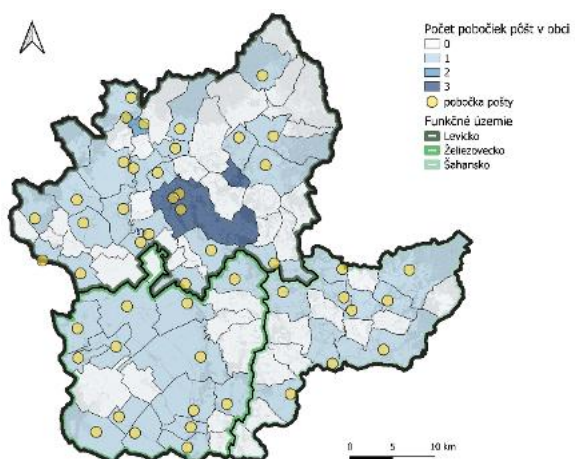 Počet pobočiek pôšt v obci
0
1
2
3
pobočka pošty
Funkčné územie
Levicko
Želiezovecko
Šahansko
0 5 10 km